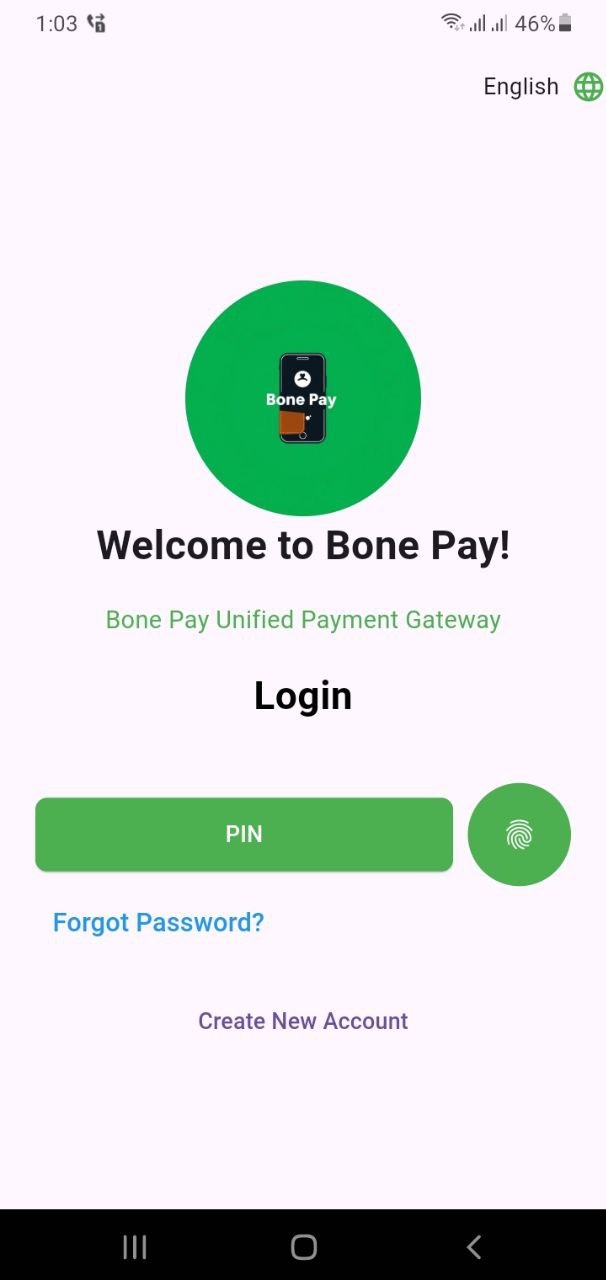 1:03
46%
English
Bone Pay
Welcome to Bone Pay!
Bone Pay Unified Payment Gateway
Login
PIN
Forgot Password?
Create New Account